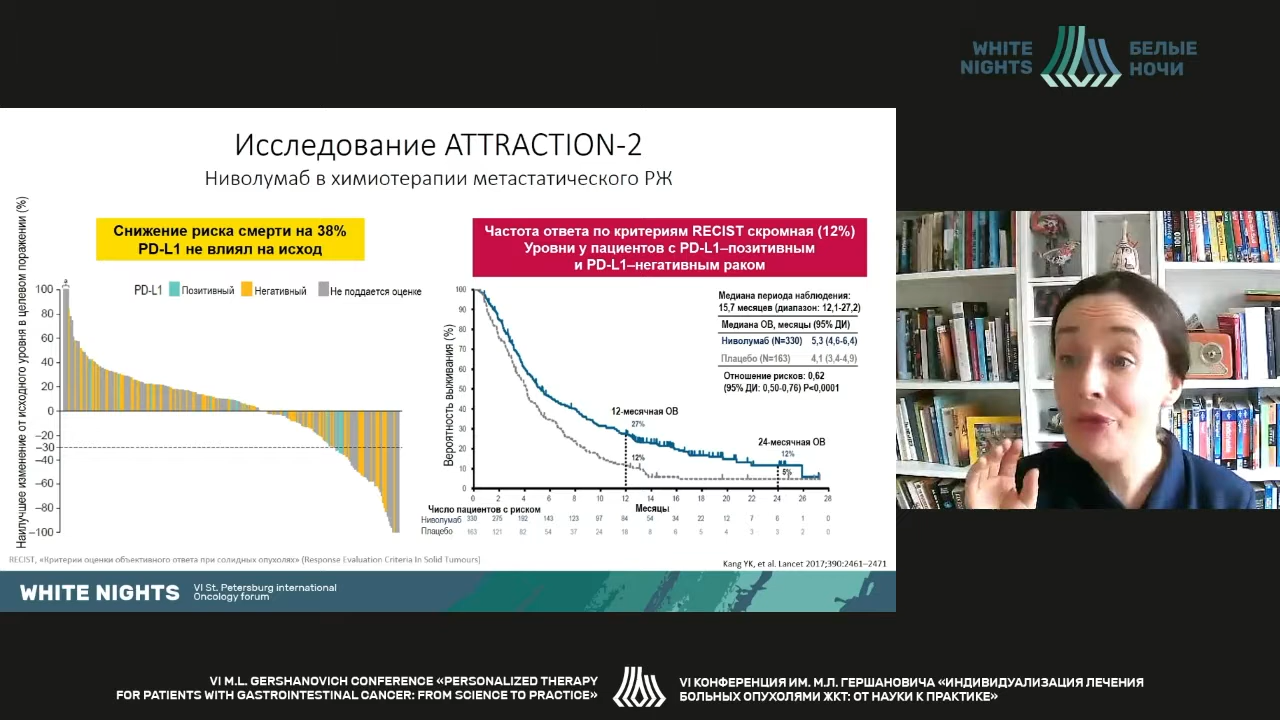 WHITE
NIGHTS
БЕЛЫЕ
НОЧИ
Исследование ATTRACTION-2
Ниволумаб в химиотерапии метастатического РЖ
Снижение риска смерти на 38%
PD-L1 не влиял на исход
Частота ответа по критериям RECIST скромная (12%)
Уровни у пациентов с PD-L1–позитивным
и PD-L1–негативным раком
Наилучшее изменение от исходного уровня в целевом поражении (%)
PD-L1 Позитивный Негативный Не поддается оценке
100
80
60
40
20
0
–20
–30
–40
–60
–80
–100
Вероятность выживания (%)
100
90
80
70
60
50
40
30
20
10
0
Медиана периода наблюдения:
15,7 месяцев (диапазон: 12,1-27,2)
Медиана ОВ, месяцы (95% ДИ)
Ниволумаб (N=330) 5,3 (4,6-6,4)
Плацебо (N=163) 4,1 (3,4-4,9)
Отношение рисков: 0,62
(95% ДИ: 0,50-0,76) P<0,0001
12-месячная ОВ
27%
12%
24-месячная ОВ
12%
5%
0 2 4 6 8 10 12 14 16 18 20 22 24 26 28
Месяцы
Число пациентов с риском
Ниволумаб 330 275 192 143 123 97 84 54 34 22 12 7 6 1 0
Плацебо 163 121 82 54 37 24 18 8 6 5 4 3 3 2 0
RECIST, «Критерии оценки объективного ответа при солидных опухолях» (Response Evaluation Criteria In Solid Tumours)
Kang YK, et al. Lancet 2017;390:2461–2471
WHITE NIGHTS
VI St. Petersburg international
Oncology forum
VI M.L. GERSHANOVICH CONFERENCE «PERSONALIZED THERAPY
FOR PATIENTS WITH GASTROINTESTINAL CANCER: FROM SCIENCE TO PRACTICE»
VI КОНФЕРЕНЦИЯ ИМ. М.Л. ГЕРШАНОВИЧА «ИНДИВИДУАЛИЗАЦИЯ ЛЕЧЕНИЯ
БОЛЬНЫХ ОПУХОЛЯМИ ЖКТ: ОТ НАУКИ К ПРАКТИКЕ»